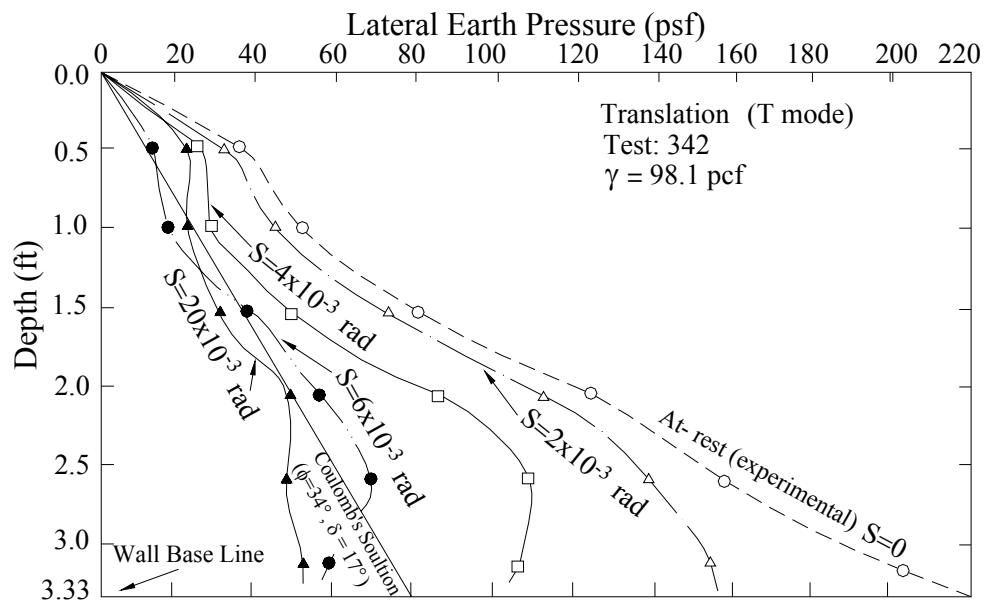 Lateral Earth Pressure (psf)
0 20 40 60 80 100 120 140 160 180 200 220
Translation (T mode)
Test: 342
γ = 98.1 pcf
Depth (ft)
0.0
0.5
1.0
1.5
2.0
2.5
3.0
3.33
S=4x10-3 rad
S=20x10-3 rad
S=6x10-3 rad
S=2x10-3 rad
At- rest (experimental) S=0
Coulomb's Soultion
(ϕ=34°, δ = 17°)
Wall Base Line